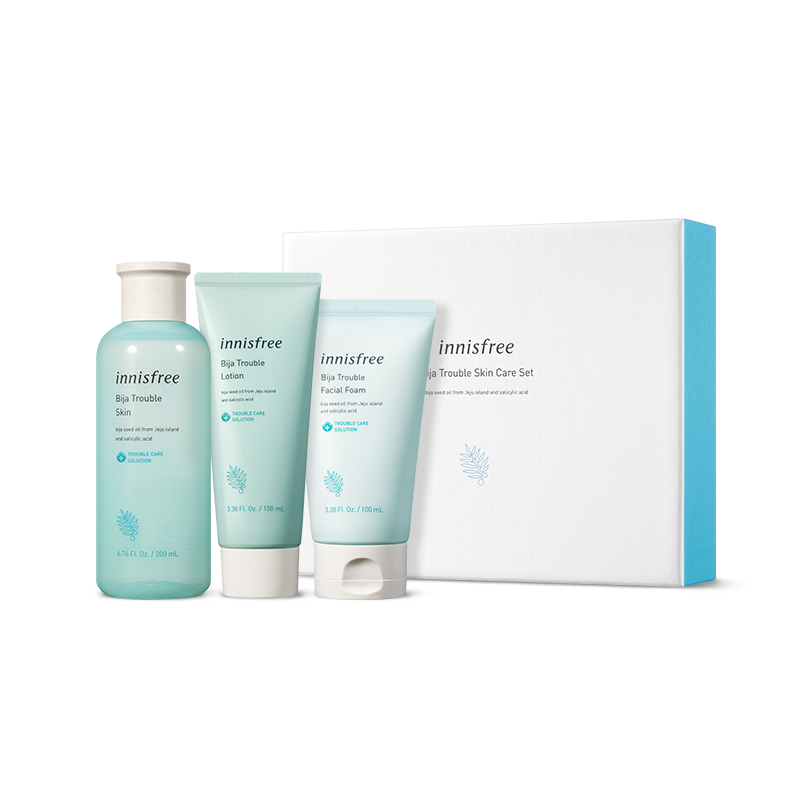 innisfree
Bija Trouble
Skin
bija seed oil from Jeju island
and salicylic acid
TROUBLE CARE
SOLUTION
6.76 Fl. Oz. / 200 mL
innisfree
Bija Trouble
Lotion
bija seed oil from Jeju island
and salicylic acid
TROUBLE CARE
SOLUTION
3.38 Fl. Oz. / 100 mL
innisfree
Bija Trouble
Facial Foam
bija seed oil from Jeju island
and salicylic acid
TROUBLE CARE
SOLUTION
3.38 Fl. Oz. / 100 mL
innisfree
ija Trouble Skin Care Set
bija seed oil from Jeju island and salicylic acid